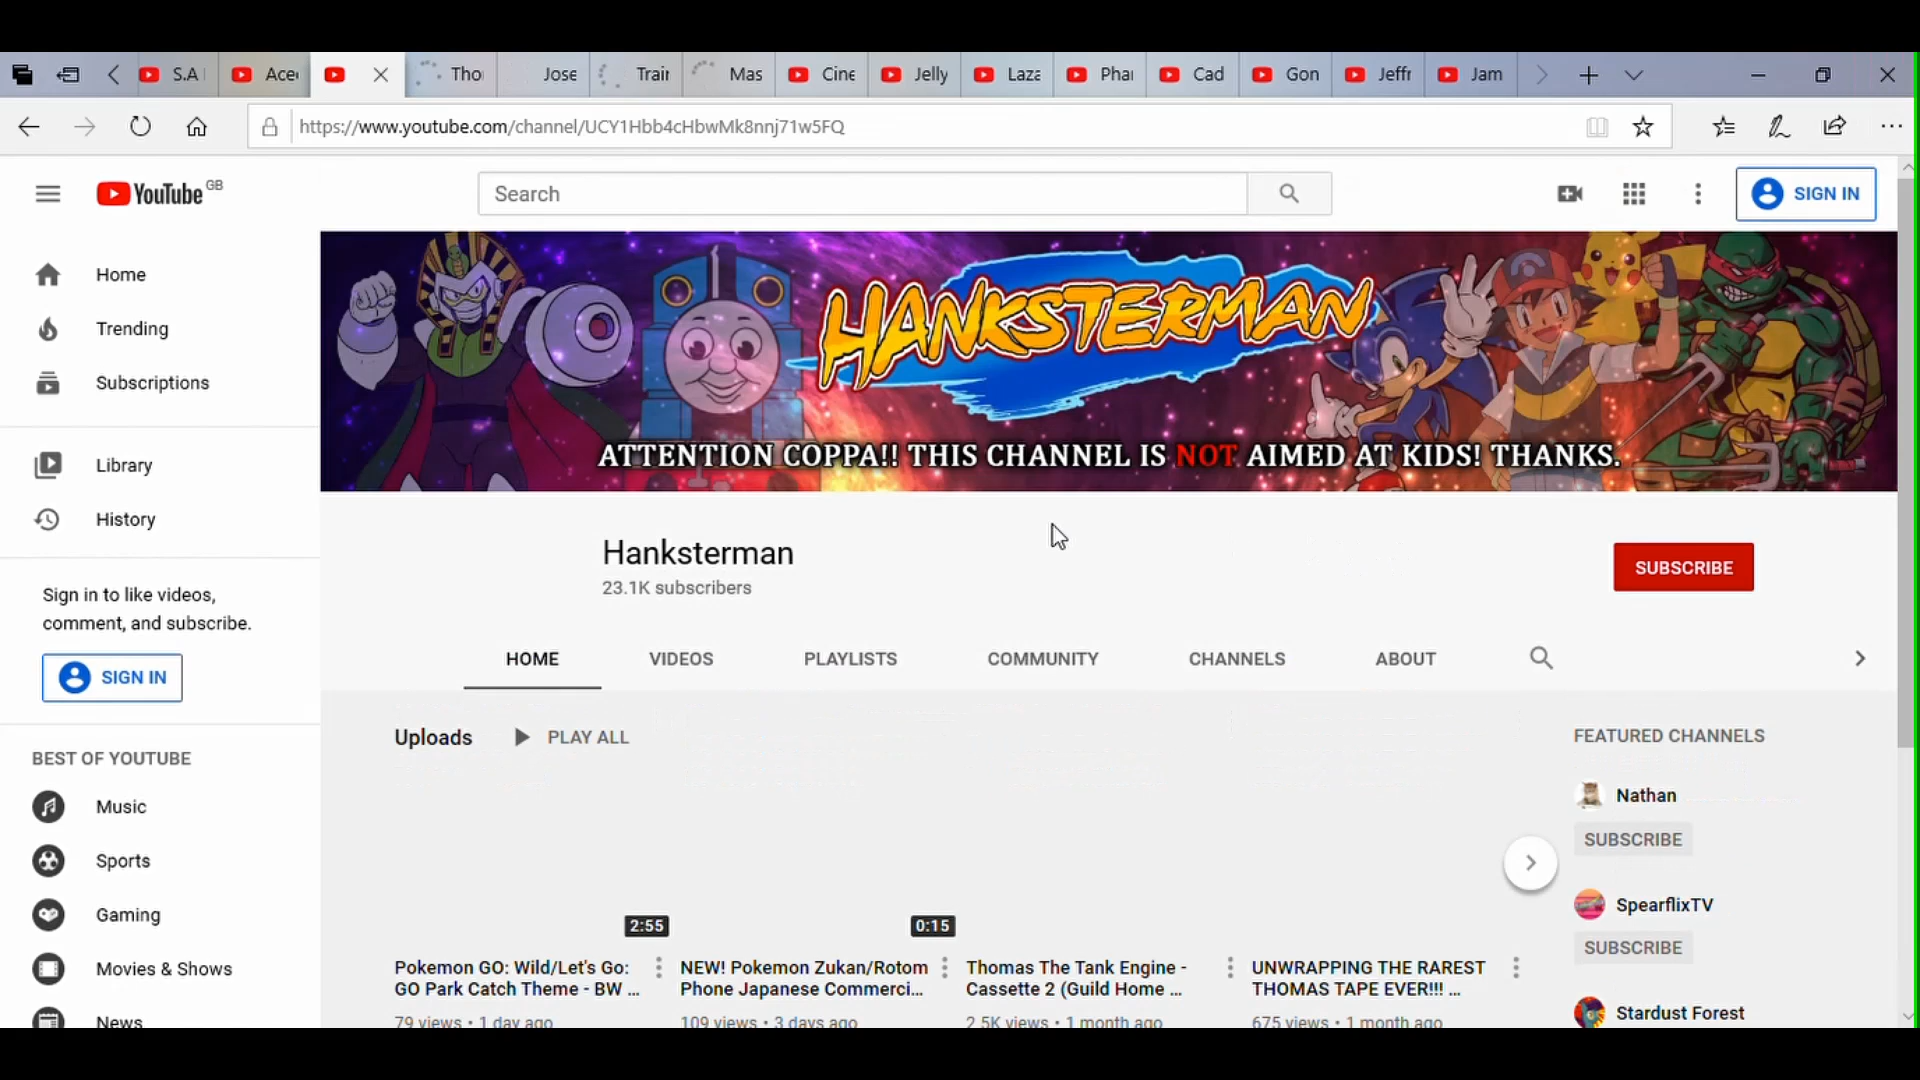 S.A
Ace
Tho
Jose
Train
Mas
Cine
Jelly
Laza
Phar
Cad
Gon
Jeffr
Jam
https://www.youtube.com/channel/UCY1Hbb4cHbwMk8nnj71w5FQ
YouTube GB
Search
SIGN IN
Home
Trending
Subscriptions
Library
History
Sign in to like videos,
comment, and subscribe.
SIGN IN
BEST OF YOUTUBE
Music
Sports
Gaming
Movies & Shows
News
HANKSTERMAN
ATTENTION COPPA!! THIS CHANNEL IS NOT AIMED AT KIDS! THANKS.
Hanksterman
23.1K subscribers
SUBSCRIBE
HOME
VIDEOS
PLAYLISTS
COMMUNITY
CHANNELS
ABOUT
Uploads
PLAY ALL
2:55
Pokemon GO: Wild/Let's Go:
GO Park Catch Theme - BW ...
79 views • 1 day ago
0:15
NEW! Pokemon Zukan/Rotom
Phone Japanese Commerci...
109 views • 3 days ago
Thomas The Tank Engine -
Cassette 2 (Guild Home ...
2.5K views • 1 month ago
UNWRAPPING THE RAREST
THOMAS TAPE EVER!!! ...
675 views • 1 month ago
FEATURED CHANNELS
Nathan
SUBSCRIBE
SpearflixTV
SUBSCRIBE
Stardust Forest